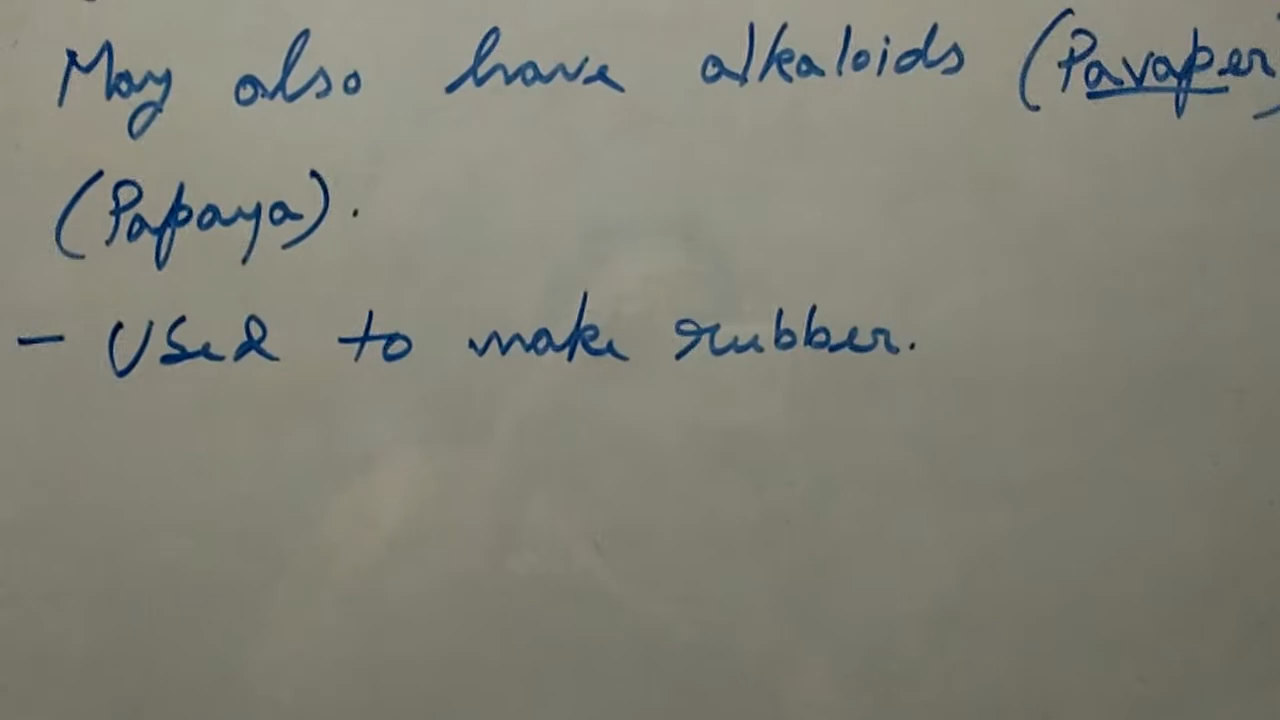 May also have alkaloids (Pavaper)
(Papaya).
- Used to make rubber.